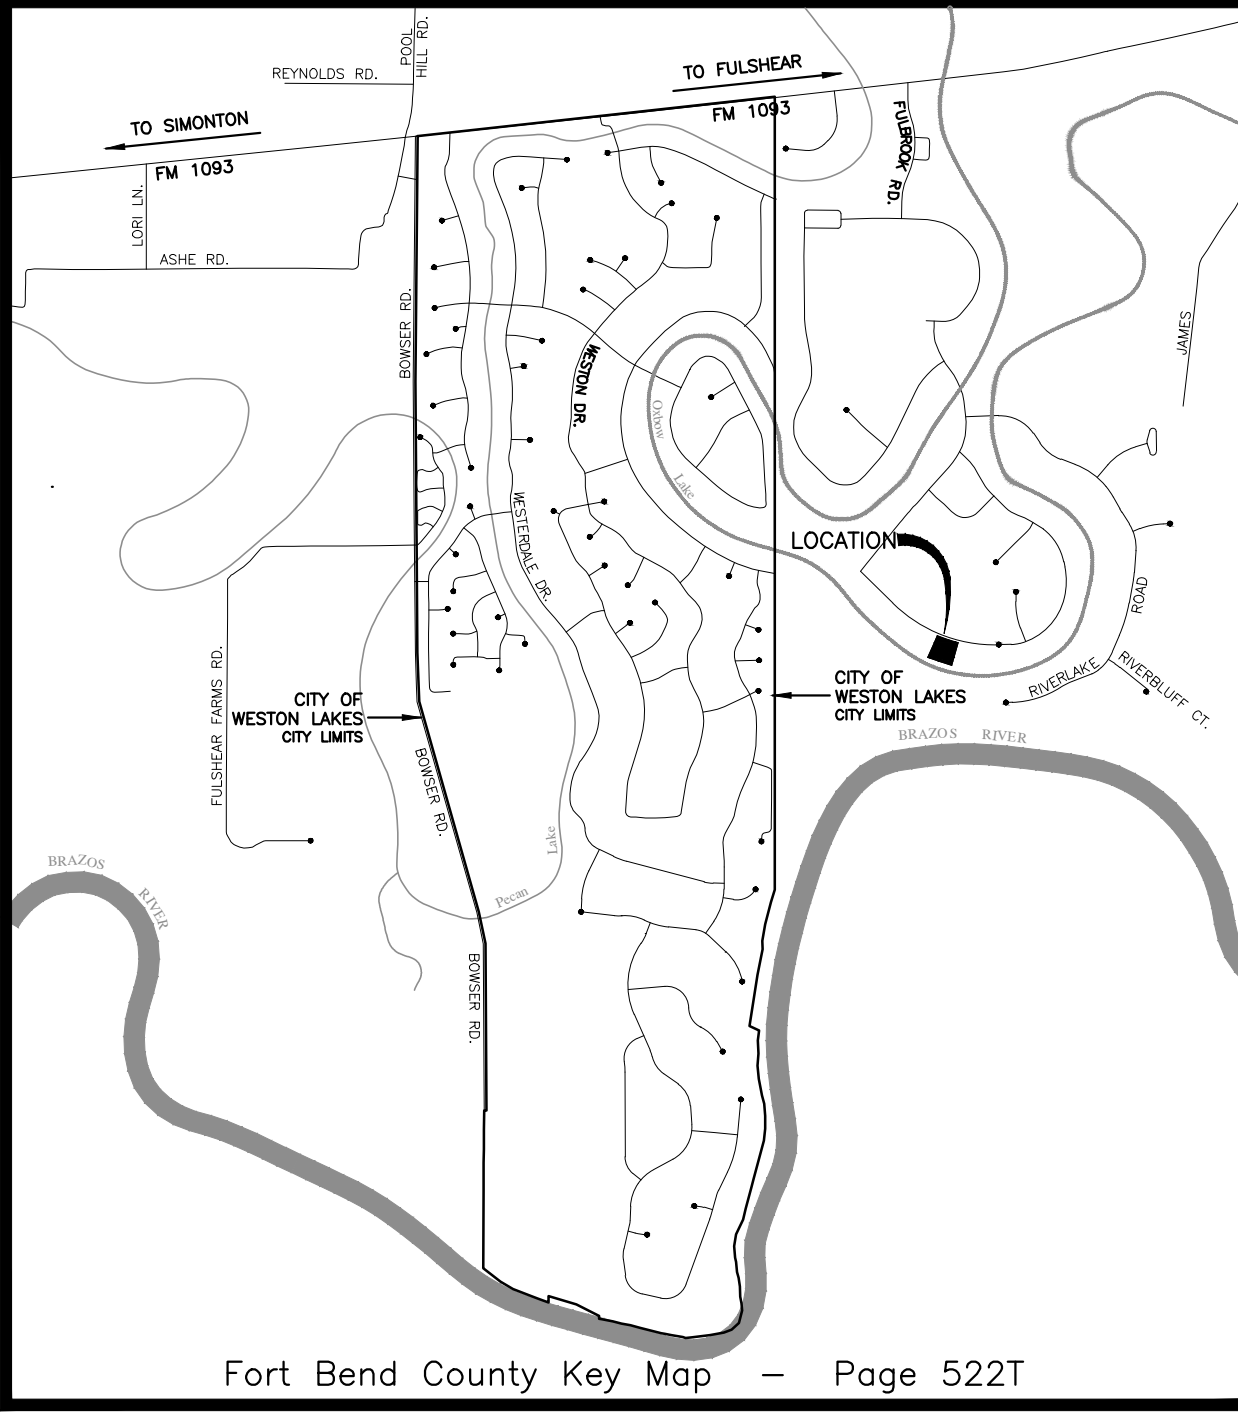 POOL
HILL RD.
REYNOLDS RD.
TO FULSHEAR
FM 1093
TO SIMONTON
FM 1093
FULBROOK RD.
LORI LN.
ASHE RD.
BOWSER RD.
JAMES
WESTON DR.
Oxbow
Lake
WESTERDALE DR.
LOCATION
ROAD
RIVERLAKE
RIVERBLUFF CT.
FULSHEAR FARMS RD.
CITY OF
WESTON LAKES
CITY LIMITS
CITY OF
WESTON LAKES
CITY LIMITS
BRAZOS RIVER
BOWSER RD.
Lake
Pecan
BRAZOS
RIVER
BOWSER RD.
Fort Bend County Key Map - Page 522T